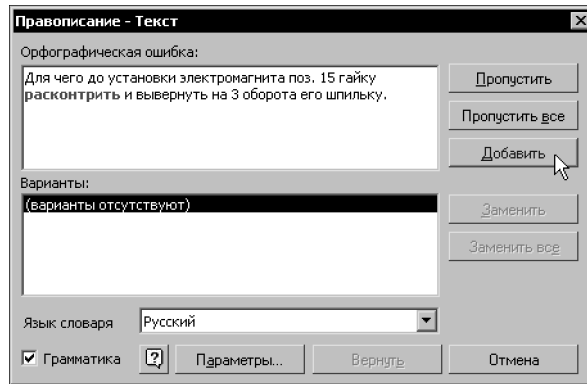 Правописание - Текст
Орфографическая ошибка:
Для чего до установки электромагнита поз. 15 гайку
расконтрить и вывернуть на 3 оборота его шпильку.
Пропустить
Пропустить все
Добавить
Варианты:
(варианты отсутствуют)
Заменить
Заменить все
Язык словаря
Русский
Грамматика
?
Параметры...
Вернуть
Отмена